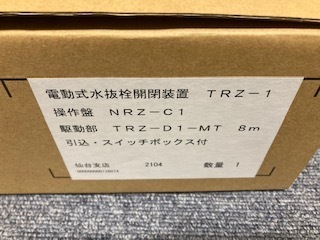 電動式水抜栓開閉装置　ＴＲＺ－１
操作盤　ＮＲＺ－Ｃ１
駆動部　ＴＲＺ－Ｄ１－ＭＴ　８ｍ
引込・スイッチボックス付
仙台支店　2104　数量　1